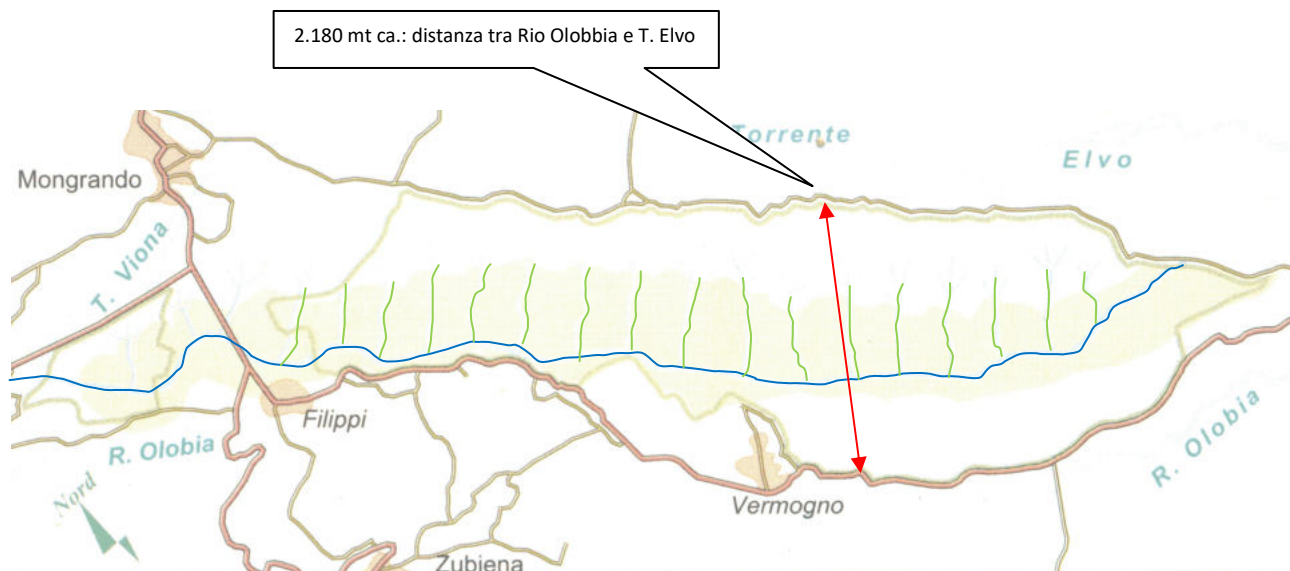 2.180 mt ca.: distanza tra Rio Olobbia e T. Elvo
Torrente
Elvo
Mongrando
T. Viona
Filippi
R. Olobia
R. Olobia
Nord
Vermogno
Zubiena